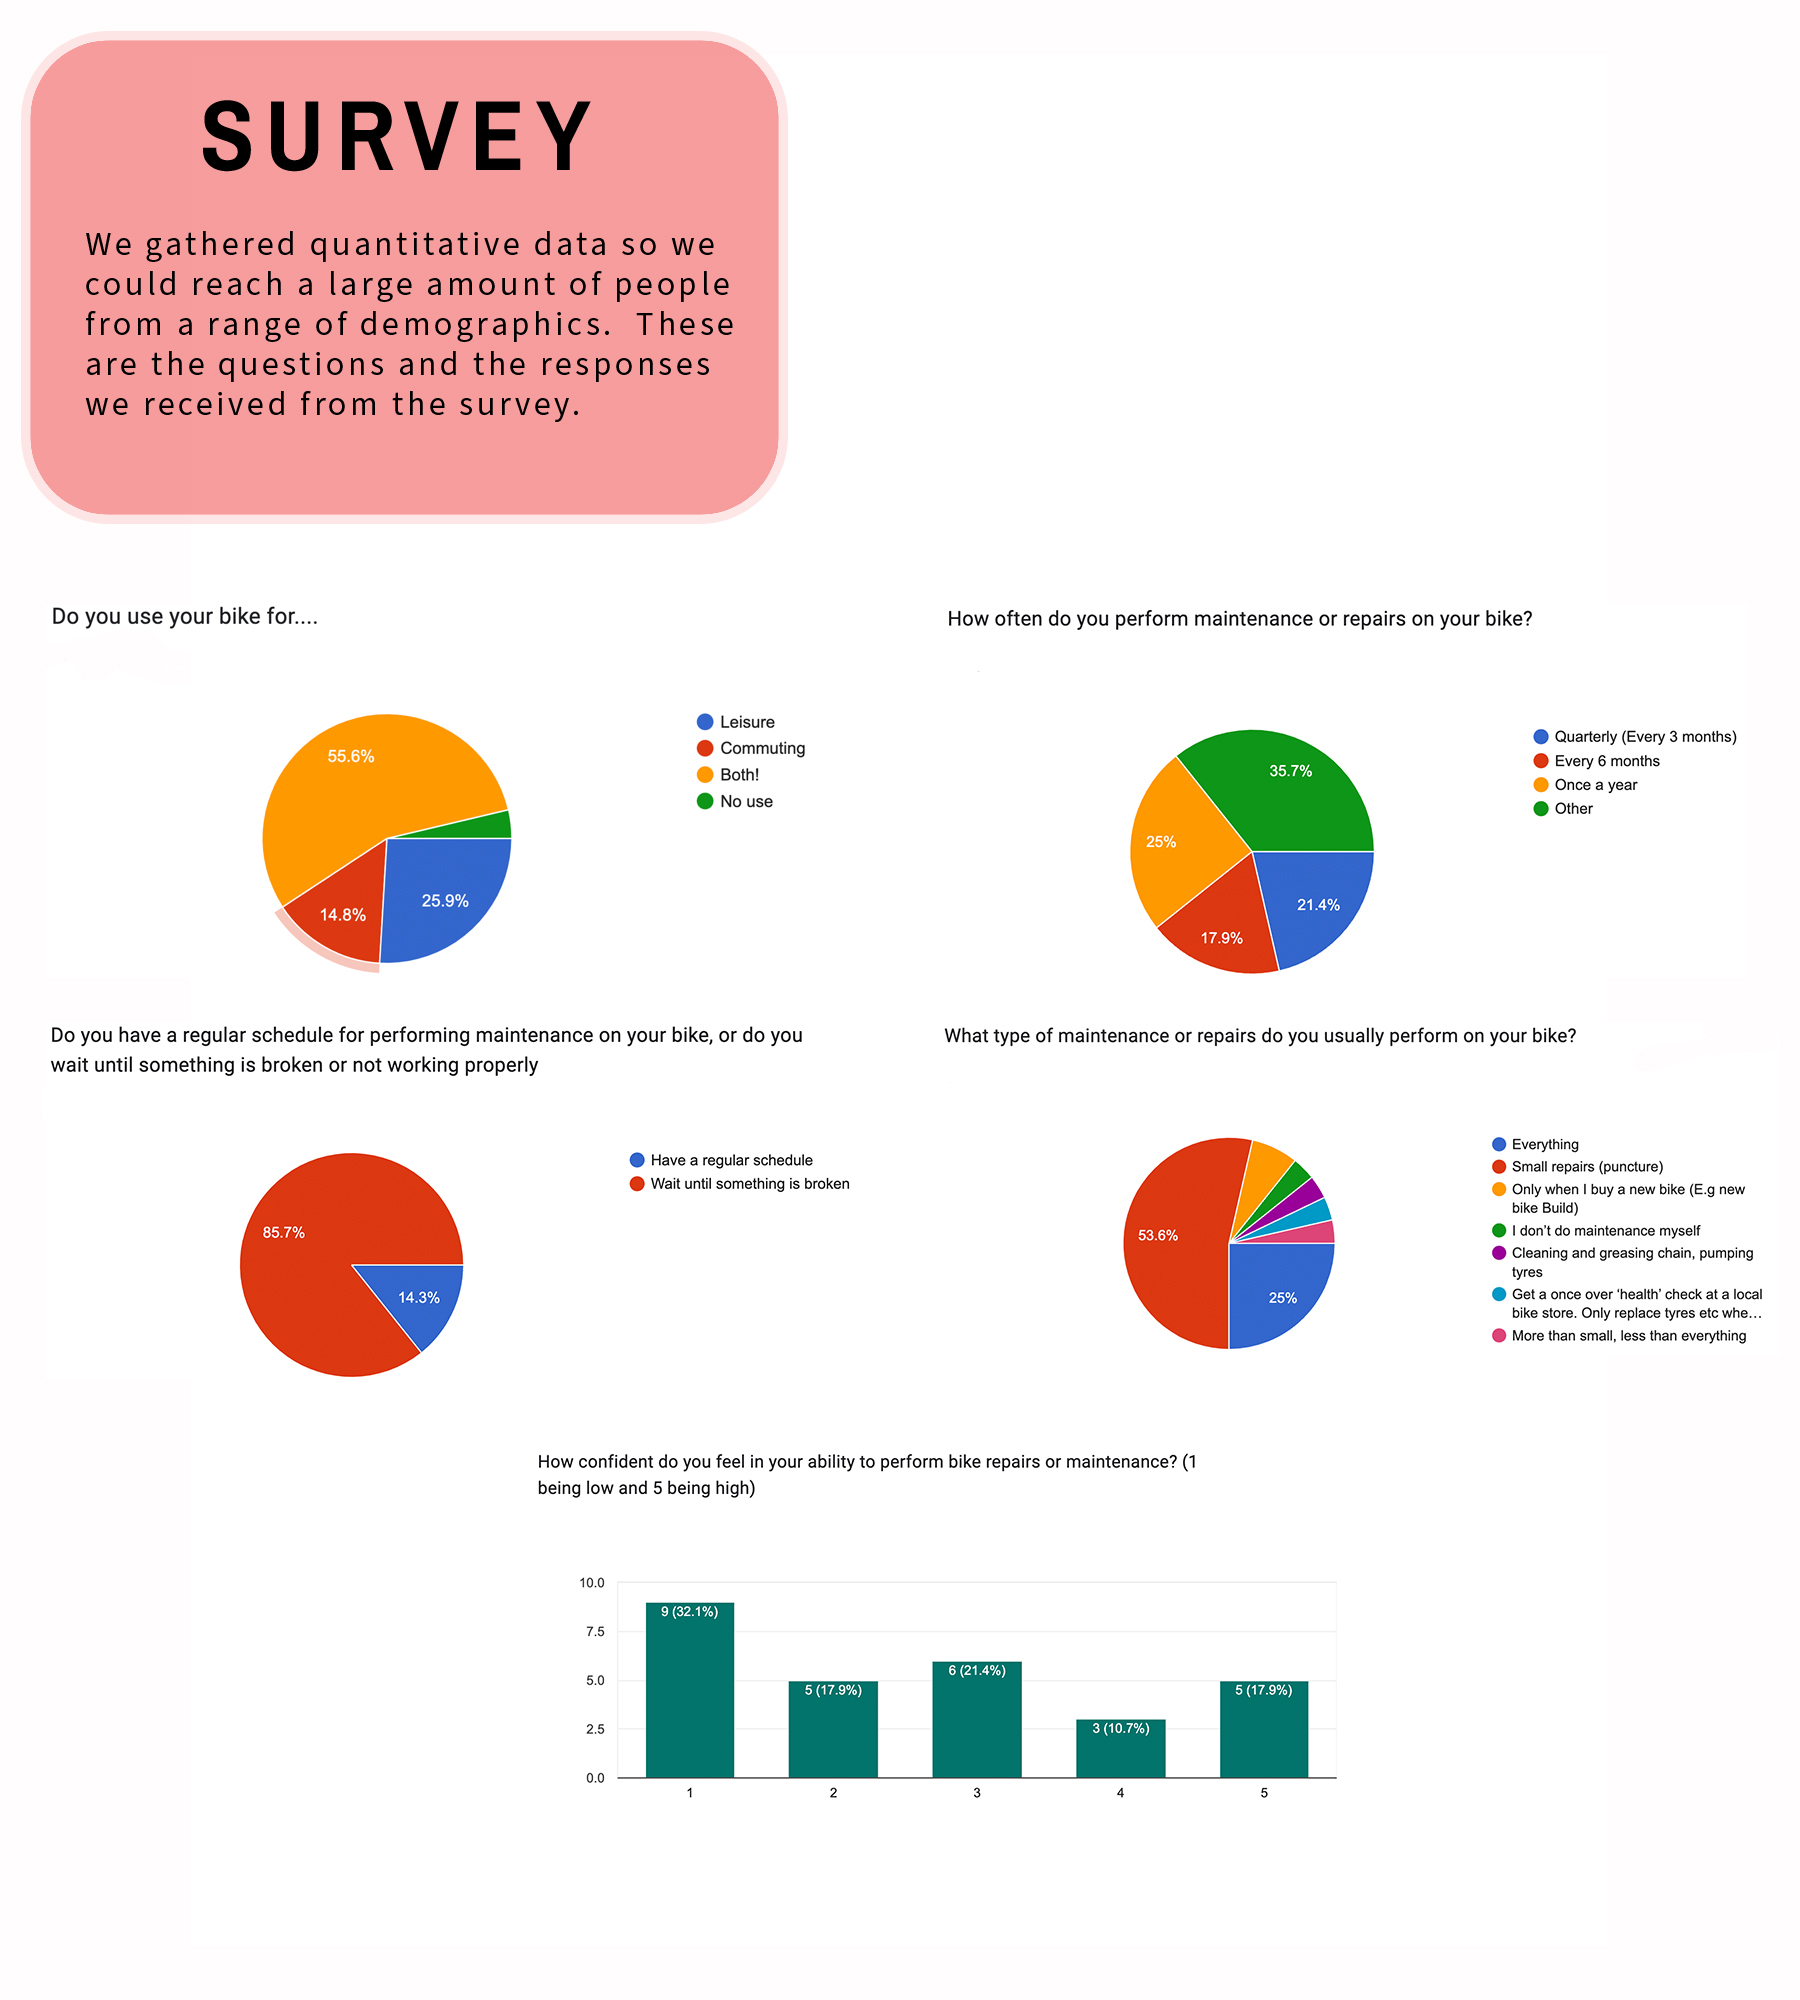 SURVEY
We gathered quantitative data so we
could reach a large amount of people
from a range of demographics.  These
are the questions and the responses
we received from the survey.
Do you use your bike for....
55.6%
14.8%
25.9%
Leisure
Commuting
Both!
No use
How often do you perform maintenance or repairs on your bike?
35.7%
25%
21.4%
17.9%
Quarterly (Every 3 months)
Every 6 months
Once a year
Other
Do you have a regular schedule for performing maintenance on your bike, or do you
wait until something is broken or not working properly
85.7%
14.3%
Have a regular schedule
Wait until something is broken
What type of maintenance or repairs do you usually perform on your bike?
53.6%
25%
Everything
Small repairs (puncture)
Only when I buy a new bike (E.g new
bike Build)
I don’t do maintenance myself
Cleaning and greasing chain, pumping
tyres
Get a once over ‘health’ check at a local
bike store. Only replace tyres etc whe…
More than small, less than everything
How confident do you feel in your ability to perform bike repairs or maintenance? (1
being low and 5 being high)
10.0
7.5
5.0
2.5
0.0
9 (32.1%)
5 (17.9%)
6 (21.4%)
3 (10.7%)
5 (17.9%)
1
2
3
4
5